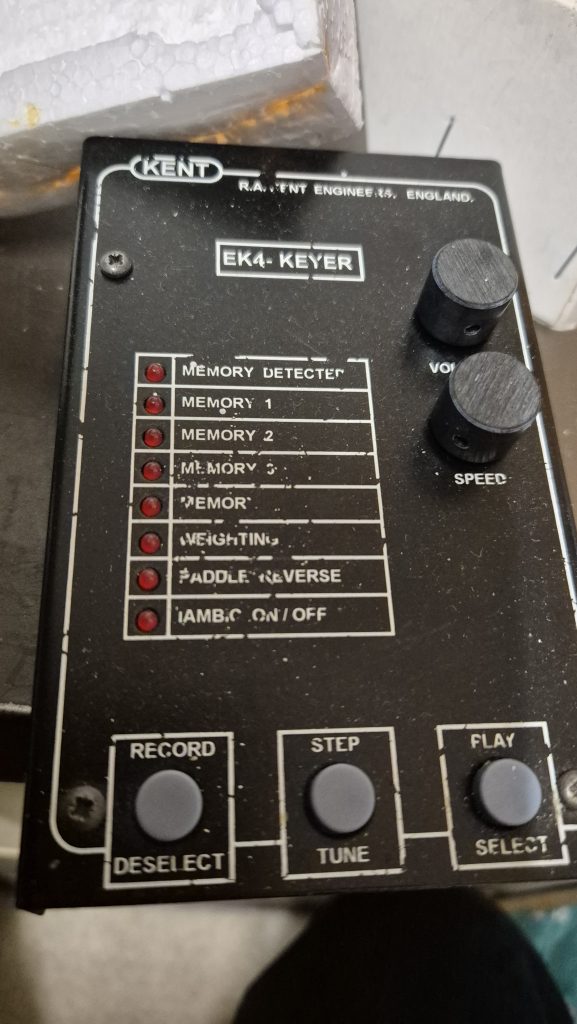 KENT
R.A. KENT ENGINEERS, ENGLAND.
EK4- KEYER
MEMORY DETECTED
MEMORY 1
MEMORY 2
MEMORY 3
MEMORY
WEIGHTING
PADDLE REVERSE
IAMBIC ON / OFF
SPEED
RECORD
STEP
PLAY
DESELECT
TUNE
SELECT